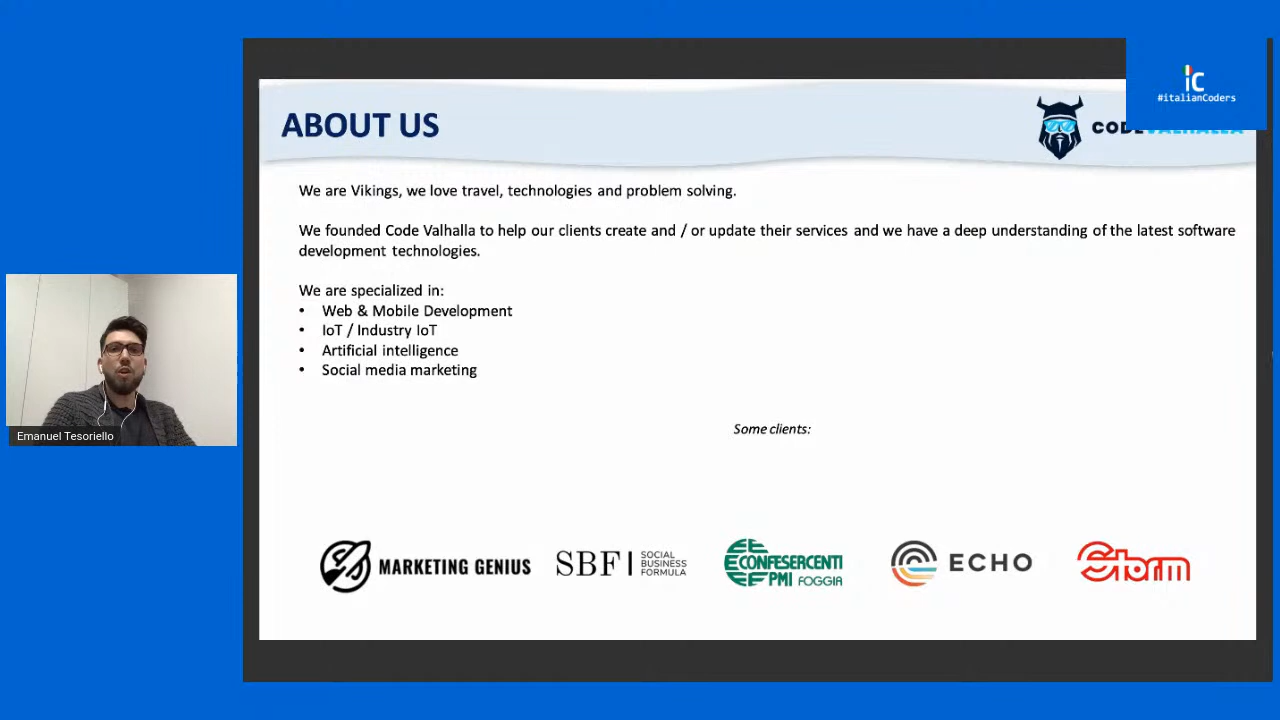 iC
#italianCoders
ABOUT US
We are Vikings, we love travel, technologies and problem solving.
We founded Code Valhalla to help our clients create and / or update their services and we have a deep understanding of the latest software
development technologies.
We are specialized in:
• Web & Mobile Development
• IoT / Industry IoT
• Artificial intelligence
• Social media marketing
Emanuel Tesoriello
Some clients:
MARKETING GENIUS
SBF | SOCIAL
BUSINESS
FORMULA
CONFESERCENTI
PMI FOGGIA
ECHO
Storm